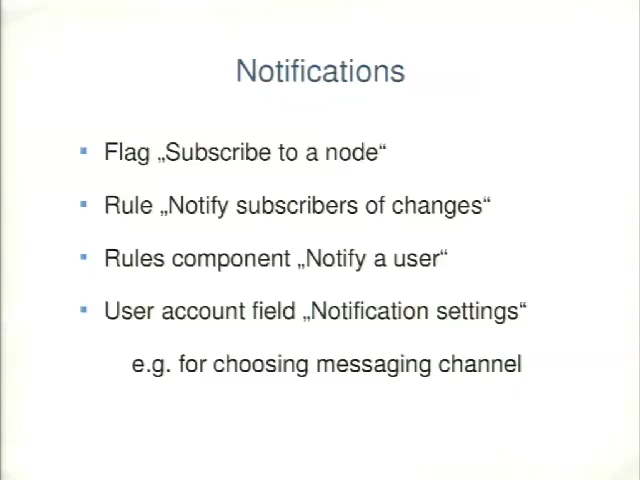 Notifications
Flag „Subscribe to a node“
Rule „Notify subscribers of changes“
Rules component „Notify a user“
User account field „Notification settings“
e.g. for choosing messaging channel